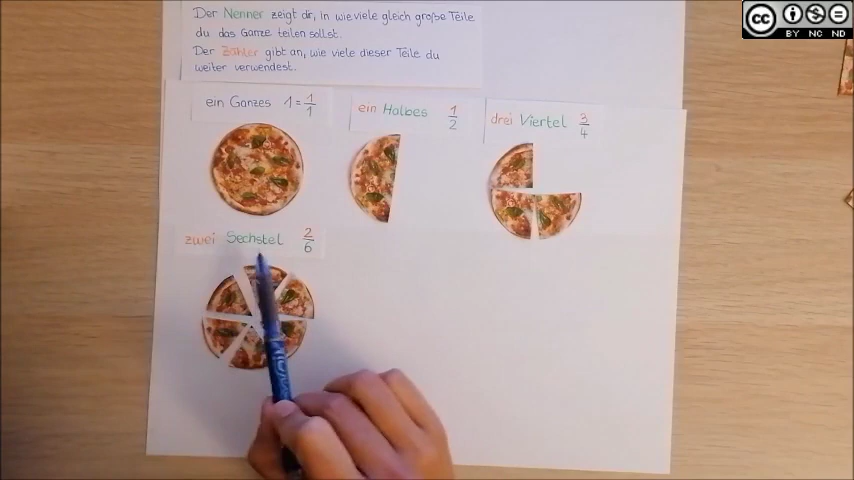 Der Nenner zeigt dir, in wie viele gleich große Teile
du das Ganze teilen sollst.
Der Zähler gibt an, wie viele dieser Teile du
weiter verwendest.
ein Ganzes 1 = 1/1
ein Halbes 1/2
drei Viertel 3/4
zwei Sechstel 2/6
CC
BY NC ND